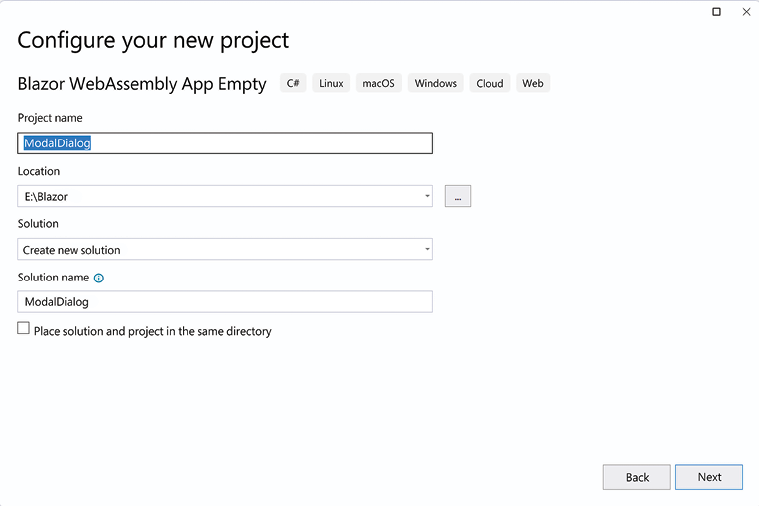 Configure your new project
Blazor WebAssembly App Empty C# Linux macOS Windows Cloud Web
Project name
ModalDialog
Location
E:\Blazor ...
Solution
Create new solution
Solution name
ModalDialog
Place solution and project in the same directory
Back Next